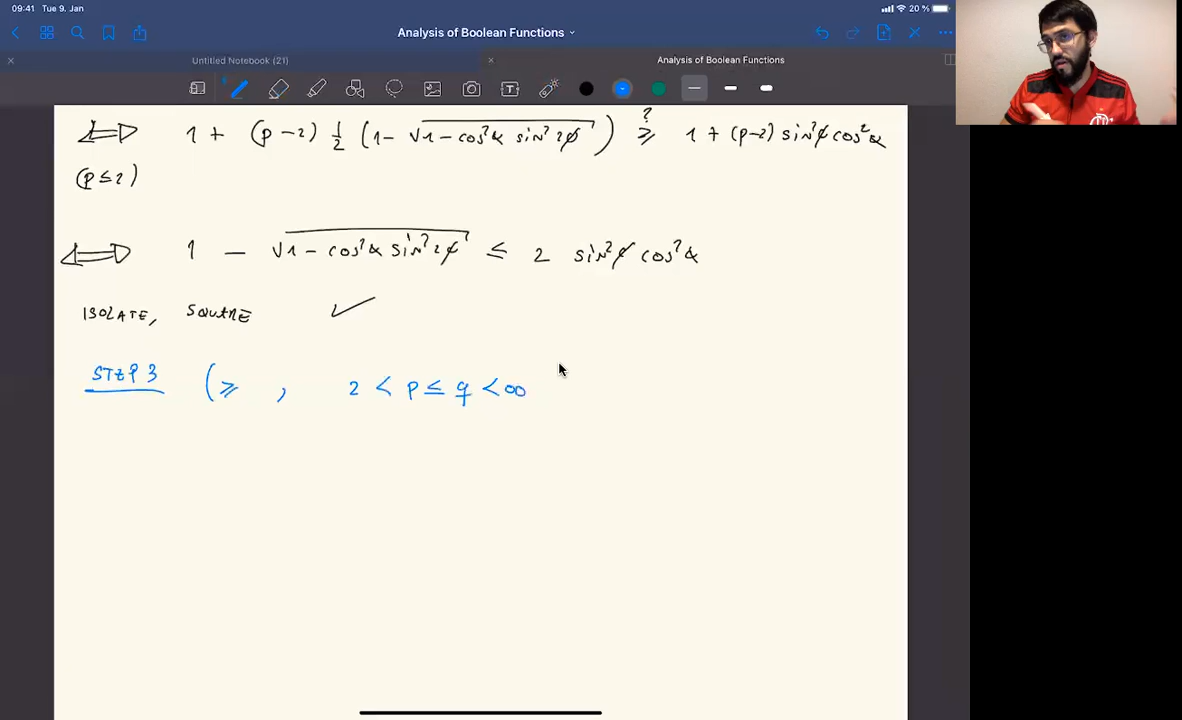 09:41 Tue 9. Jan
20 %
Analysis of Boolean Functions
Untitled Notebook (21)
Analysis of Boolean Functions
⟺ 1 + (p-2) ½ (1 - √1 - cos²α sin²2φ) ≥? 1 + (p-2) sin²φ cos²α
(p ≤ 2)
⟺ 1 - √1 - cos²α sin²2φ ≤ 2 sin²φ cos²α
ISOLATE, SQUARE ✓
STEP 3 (≥ , 2 < p ≤ q < ∞